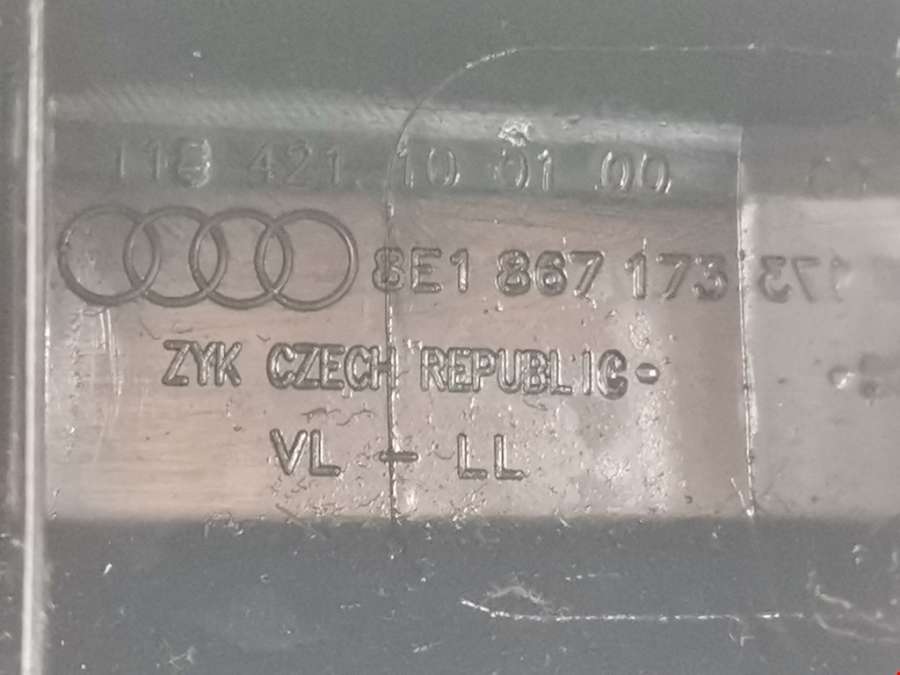 421 10 01 00
8E1 867 173
ZYK CZECH REPUBLIC-
VL - LL